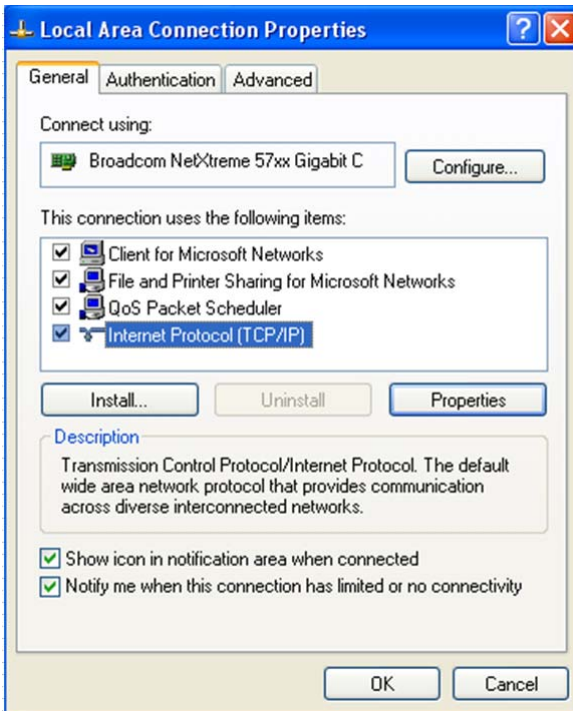 Local Area Connection Properties
General Authentication Advanced
Connect using:
Broadcom NetXtreme 57xx Gigabit C Configure...
This connection uses the following items:
Client for Microsoft Networks
File and Printer Sharing for Microsoft Networks
QoS Packet Scheduler
Internet Protocol (TCP/IP)
Install... Uninstall Properties
Description
Transmission Control Protocol/Internet Protocol. The default
wide area network protocol that provides communication
across diverse interconnected networks.
Show icon in notification area when connected
Notify me when this connection has limited or no connectivity
OK Cancel